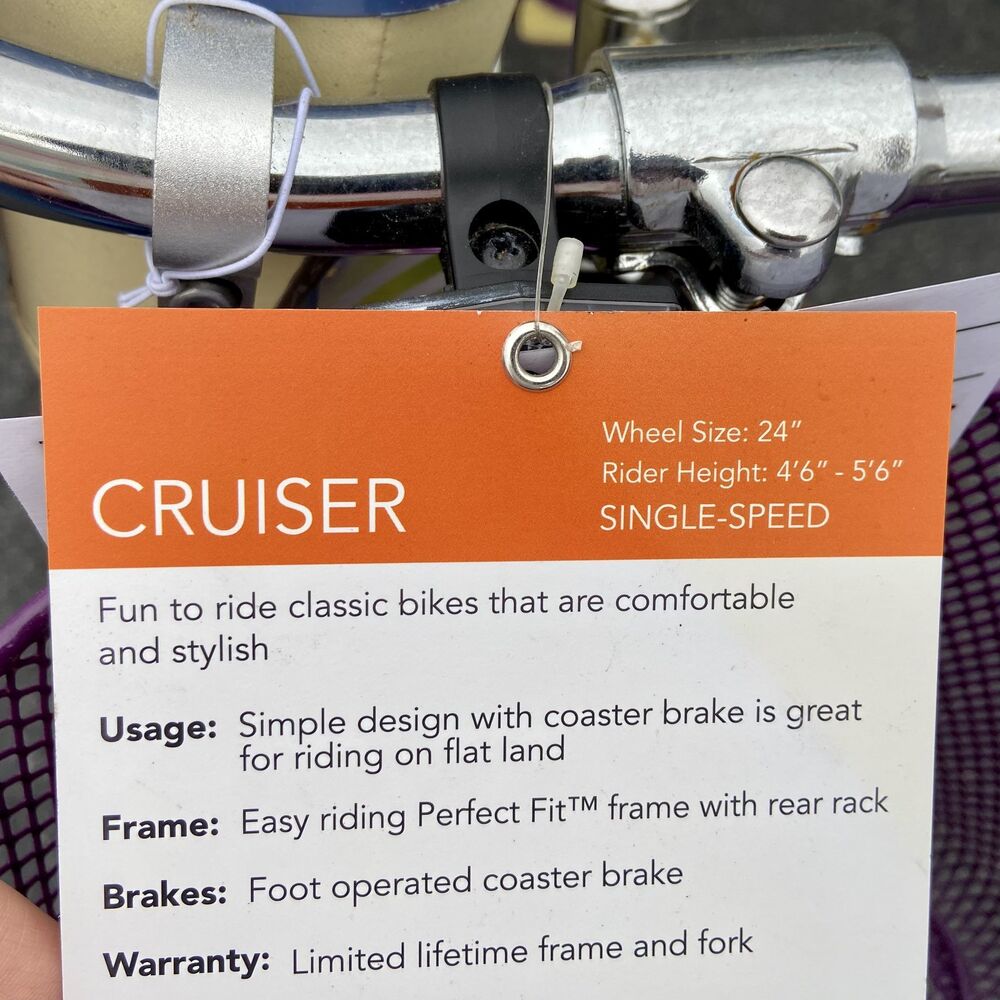 CRUISER
Wheel Size: 24”
Rider Height: 4’6” - 5’6”
SINGLE-SPEED
Fun to ride classic bikes that are comfortable
and stylish
Usage: Simple design with coaster brake is great
for riding on flat land
Frame: Easy riding Perfect Fit™ frame with rear rack
Brakes: Foot operated coaster brake
Warranty: Limited lifetime frame and fork